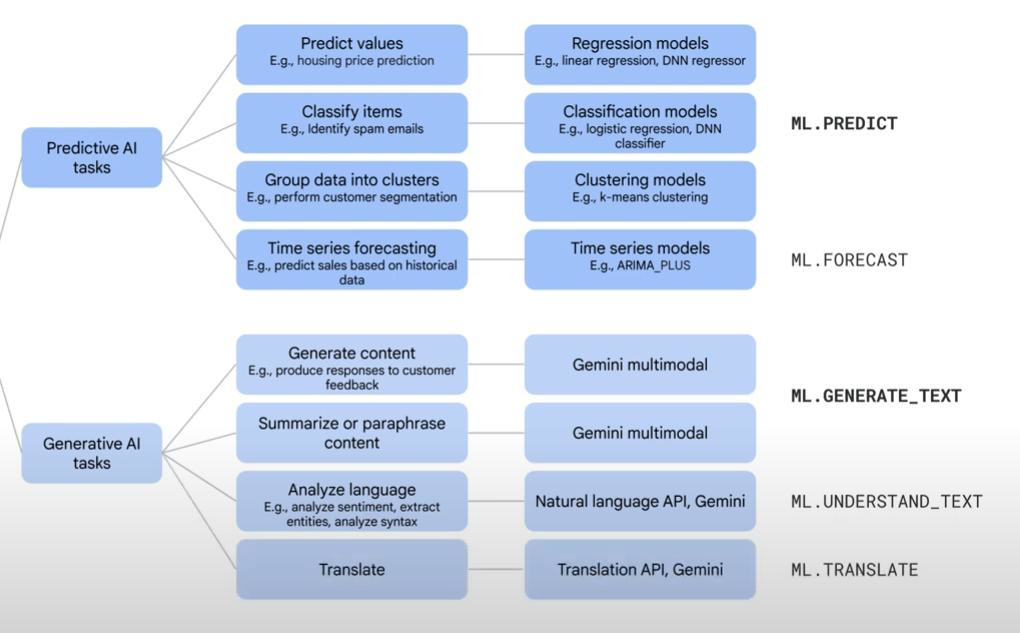 Predictive AI
tasks
Predict values
E.g., housing price prediction
Regression models
E.g., linear regression, DNN regressor
Classify items
E.g., Identify spam emails
Classification models
E.g., logistic regression, DNN
classifier
ML.PREDICT
Group data into clusters
E.g., perform customer segmentation
Clustering models
E.g., k-means clustering
Time series forecasting
E.g., predict sales based on historical
data
Time series models
E.g., ARIMA_PLUS
ML.FORECAST
Generative AI
tasks
Generate content
E.g., produce responses to customer
feedback
Gemini multimodal
ML.GENERATE_TEXT
Summarize or paraphrase
content
Gemini multimodal
Analyze language
E.g., analyze sentiment, extract
entities, analyze syntax
Natural language API, Gemini
ML.UNDERSTAND_TEXT
Translate
Translation API, Gemini
ML.TRANSLATE